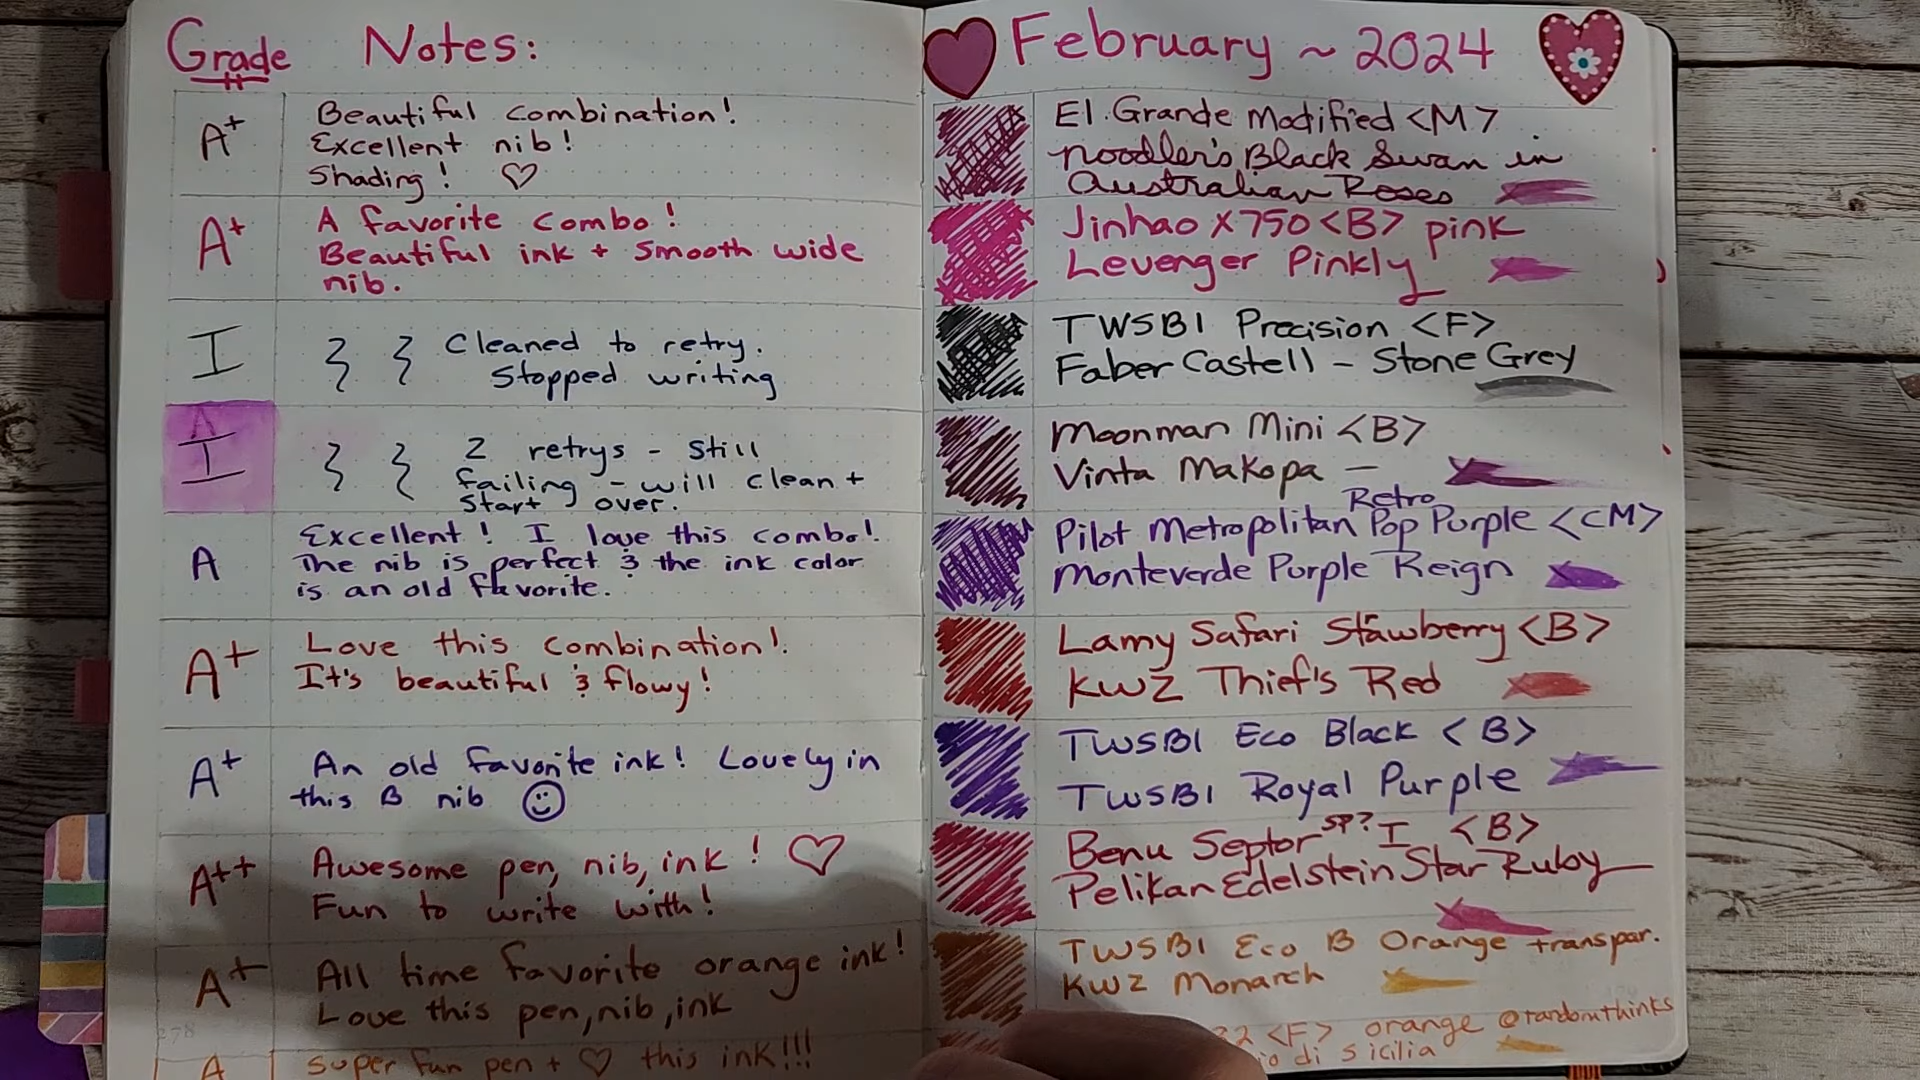 Grade Notes:
A+
Beautiful combination!
Excellent nib!
Shading! ♡
A+
A favorite combo!
Beautiful ink + smooth wide
nib.
I
Cleaned to retry.
Stopped writing
A
I
2 retrys - still
failing - will clean +
start over.
A
Excellent! I love this combo!
The nib is perfect & the ink color
is an old favorite.
A+
Love this combination!
It's beautiful & flowy!
A+
An old favorite ink! Lovely in
this B nib ☺
A++
Awesome pen, nib, ink! ♡
Fun to write with!
A+
All time favorite orange ink!
Love this pen, nib, ink
278
A
Super fun pen + ♡ this ink!!!
February ~ 2024
El Grande Modified <M>
Noodler's Black Swan in
Australian Roses
Jinhao X750 <B> pink
Levenger Pinkly
TWSBI Precision <F>
Faber Castell - Stone Grey
Moonman Mini <B>
Vinta Makopa -
Retro
Pilot Metropolitan Pop Purple <CM>
Monteverde Purple Reign
Lamy Safari Stawberry <B>
KWZ Thief's Red
TWSBI Eco Black <B>
TWSBI Royal Purple
Benu Septor sp? I <B>
Pelikan Edelstein Star Ruby
TWSBI Eco B Orange transpar.
KWZ Monarch
<F> orange
di Sicilia